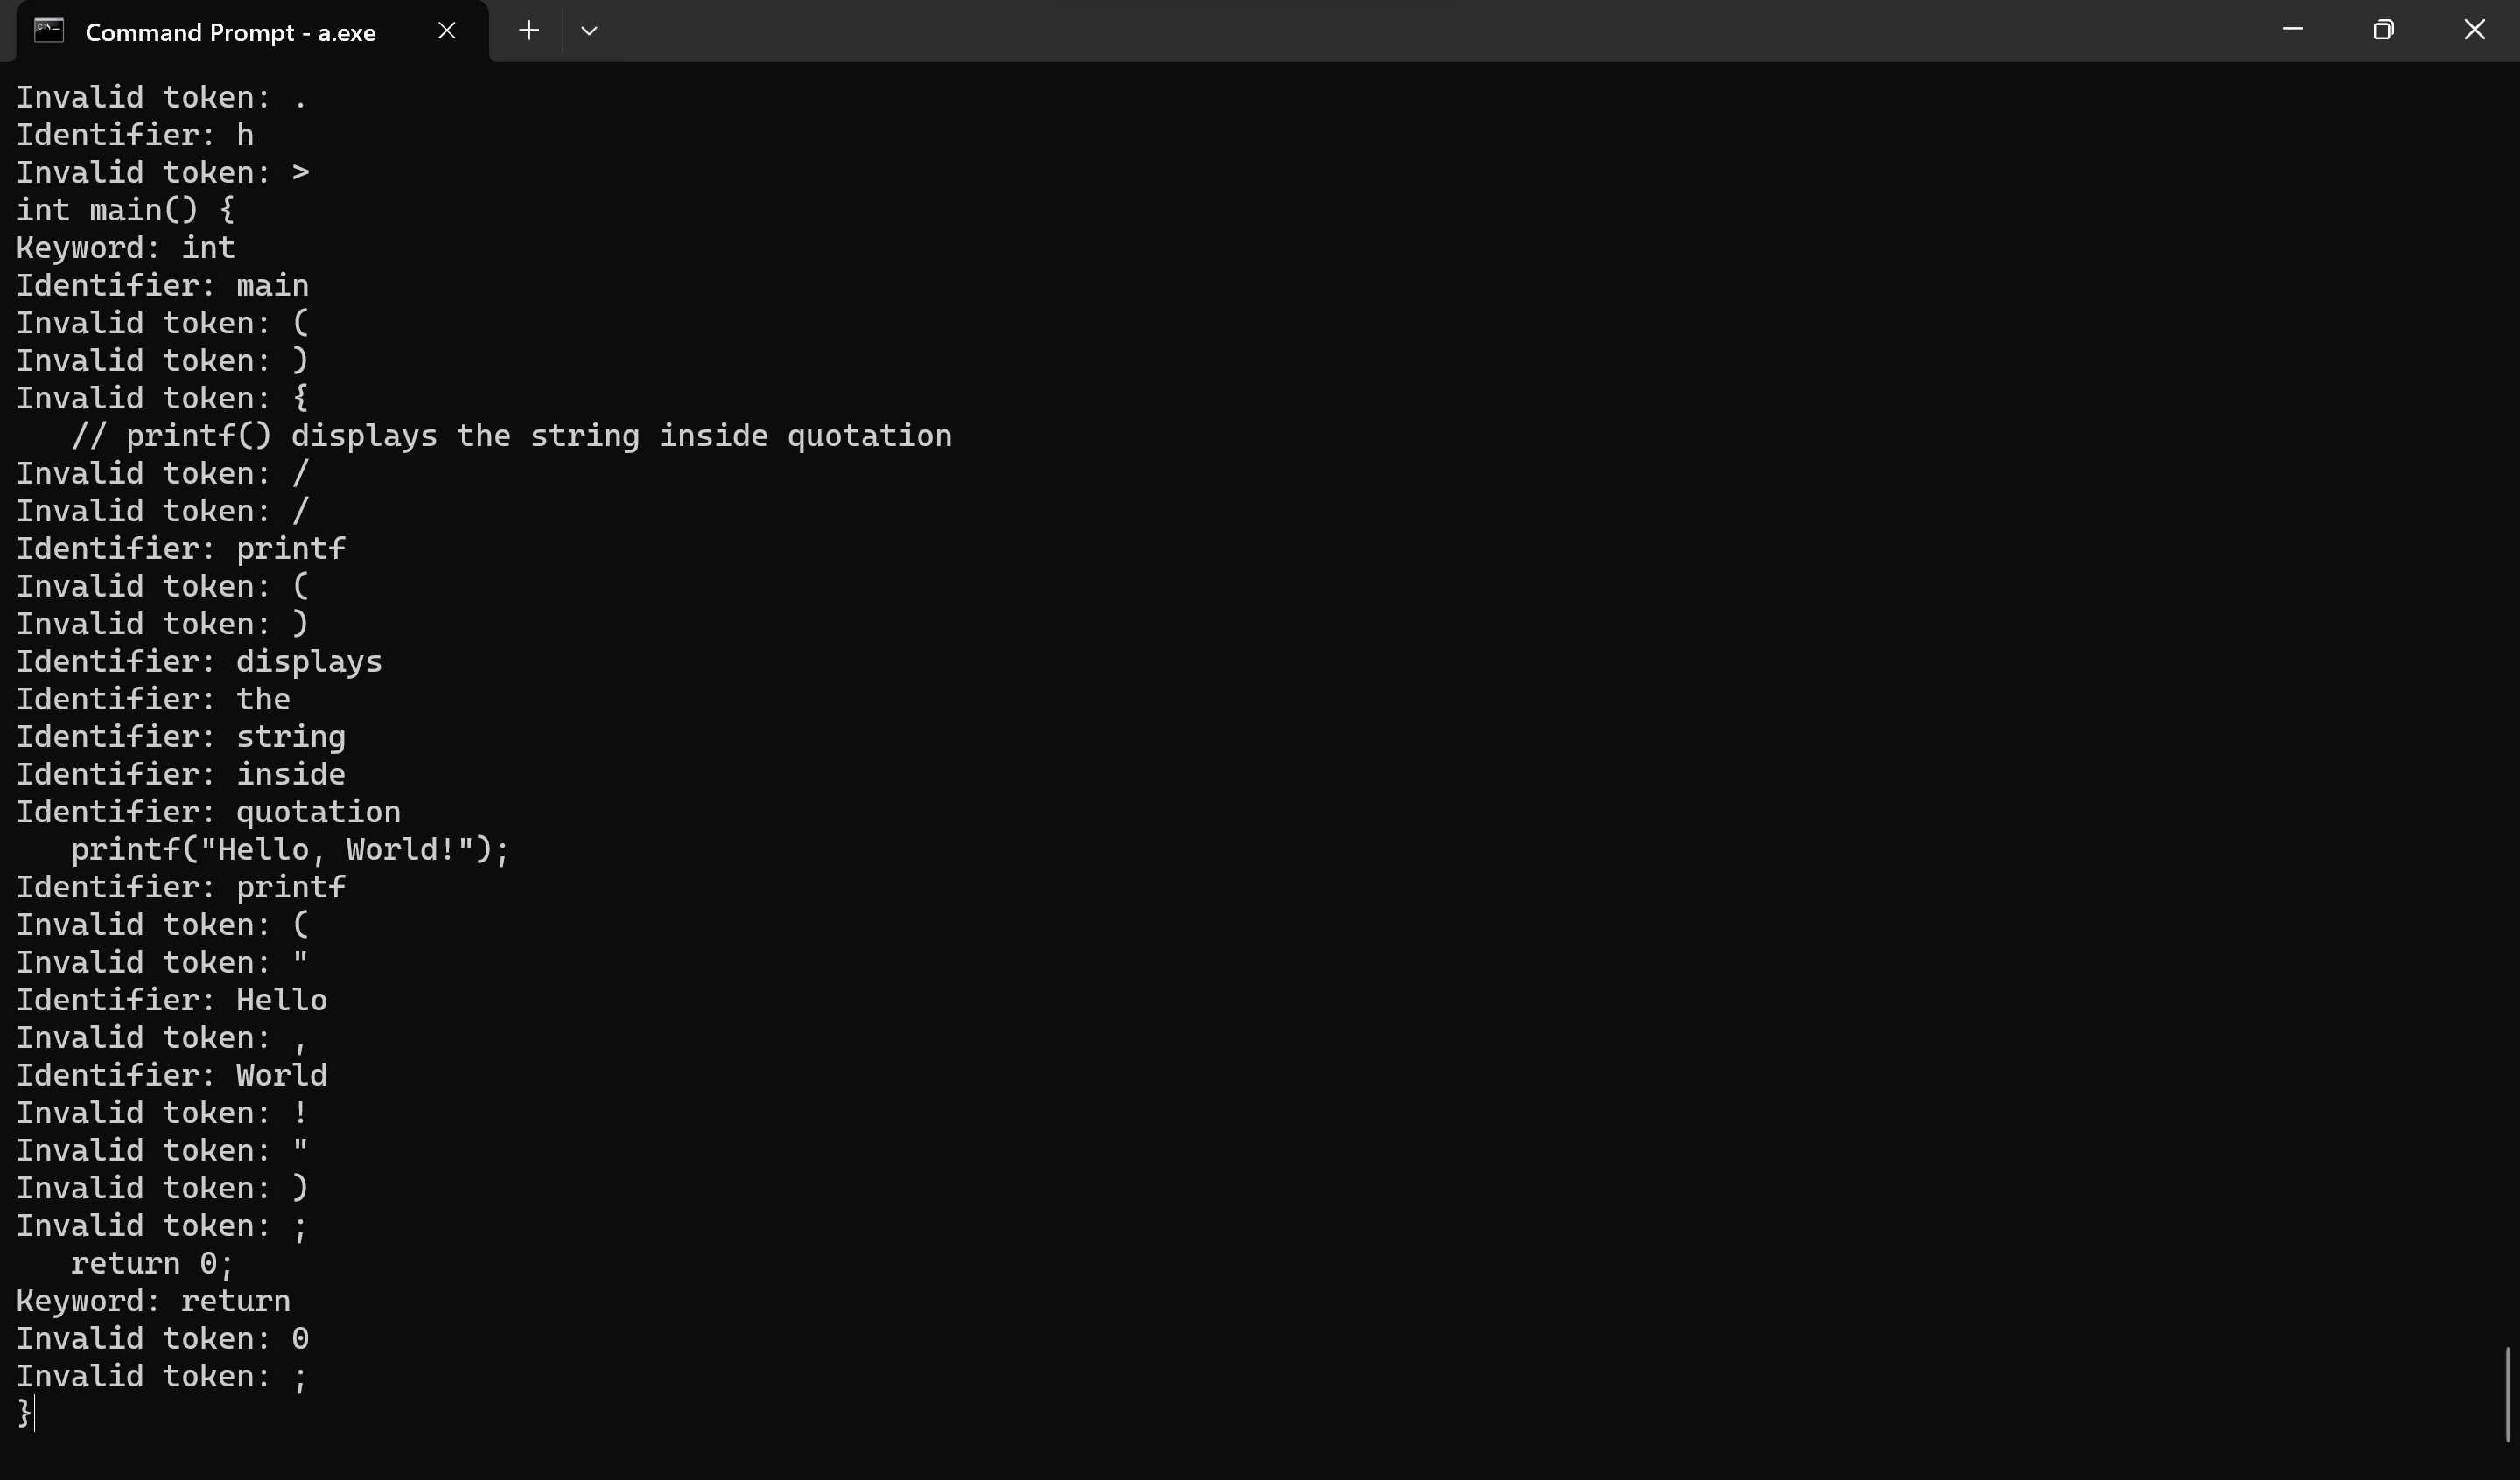 Command Prompt - a.exe
Invalid token: .
Identifier: h
Invalid token: >
int main() {
Keyword: int
Identifier: main
Invalid token: (
Invalid token: )
Invalid token: {
   // printf() displays the string inside quotation
Invalid token: /
Invalid token: /
Identifier: printf
Invalid token: (
Invalid token: )
Identifier: displays
Identifier: the
Identifier: string
Identifier: inside
Identifier: quotation
   printf("Hello, World!");
Identifier: printf
Invalid token: (
Invalid token: "
Identifier: Hello
Invalid token: ,
Identifier: World
Invalid token: !
Invalid token: "
Invalid token: )
Invalid token: ;
   return 0;
Keyword: return
Invalid token: 0
Invalid token: ;
}